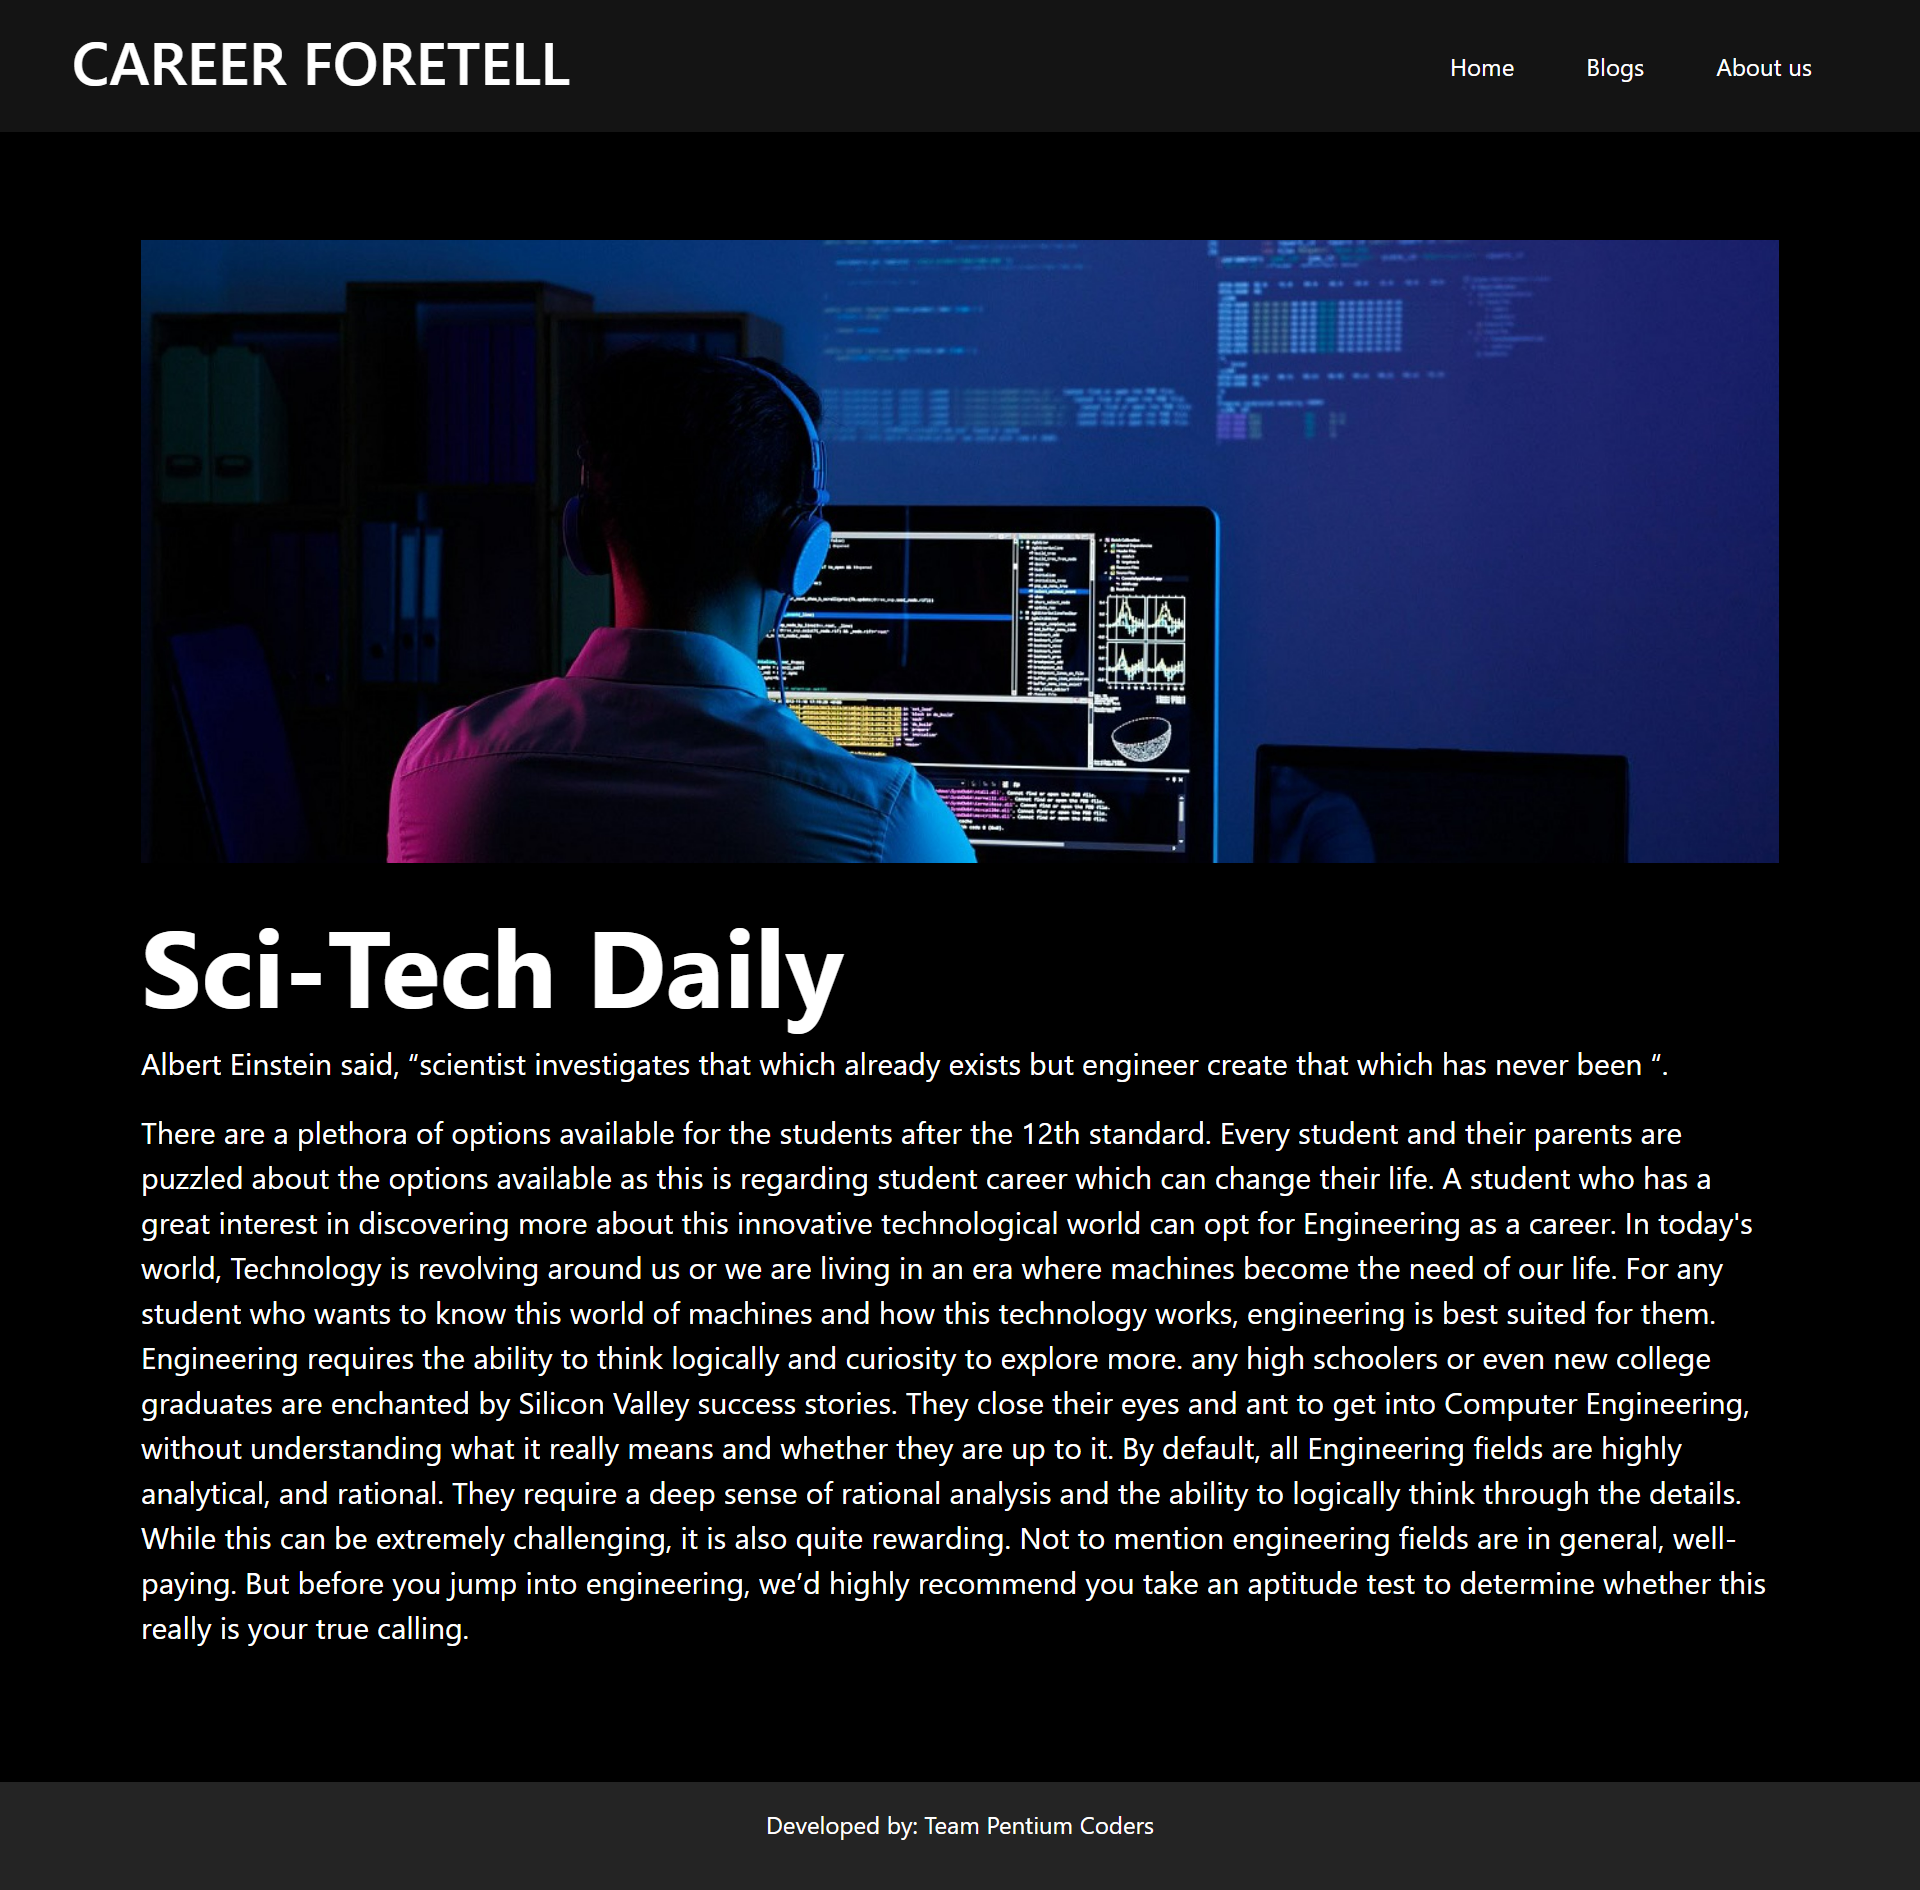 CAREER FORETELL
Home
Blogs
About us
Sci-Tech Daily
Albert Einstein said, “scientist investigates that which already exists but engineer create that which has never been “.
There are a plethora of options available for the students after the 12th standard. Every student and their parents are
puzzled about the options available as this is regarding student career which can change their life. A student who has a
great interest in discovering more about this innovative technological world can opt for Engineering as a career. In today's
world, Technology is revolving around us or we are living in an era where machines become the need of our life. For any
student who wants to know this world of machines and how this technology works, engineering is best suited for them.
Engineering requires the ability to think logically and curiosity to explore more. any high schoolers or even new college
graduates are enchanted by Silicon Valley success stories. They close their eyes and ant to get into Computer Engineering,
without understanding what it really means and whether they are up to it. By default, all Engineering fields are highly
analytical, and rational. They require a deep sense of rational analysis and the ability to logically think through the details.
While this can be extremely challenging, it is also quite rewarding. Not to mention engineering fields are in general, well-
paying. But before you jump into engineering, we’d highly recommend you take an aptitude test to determine whether this
really is your true calling.
Developed by: Team Pentium Coders